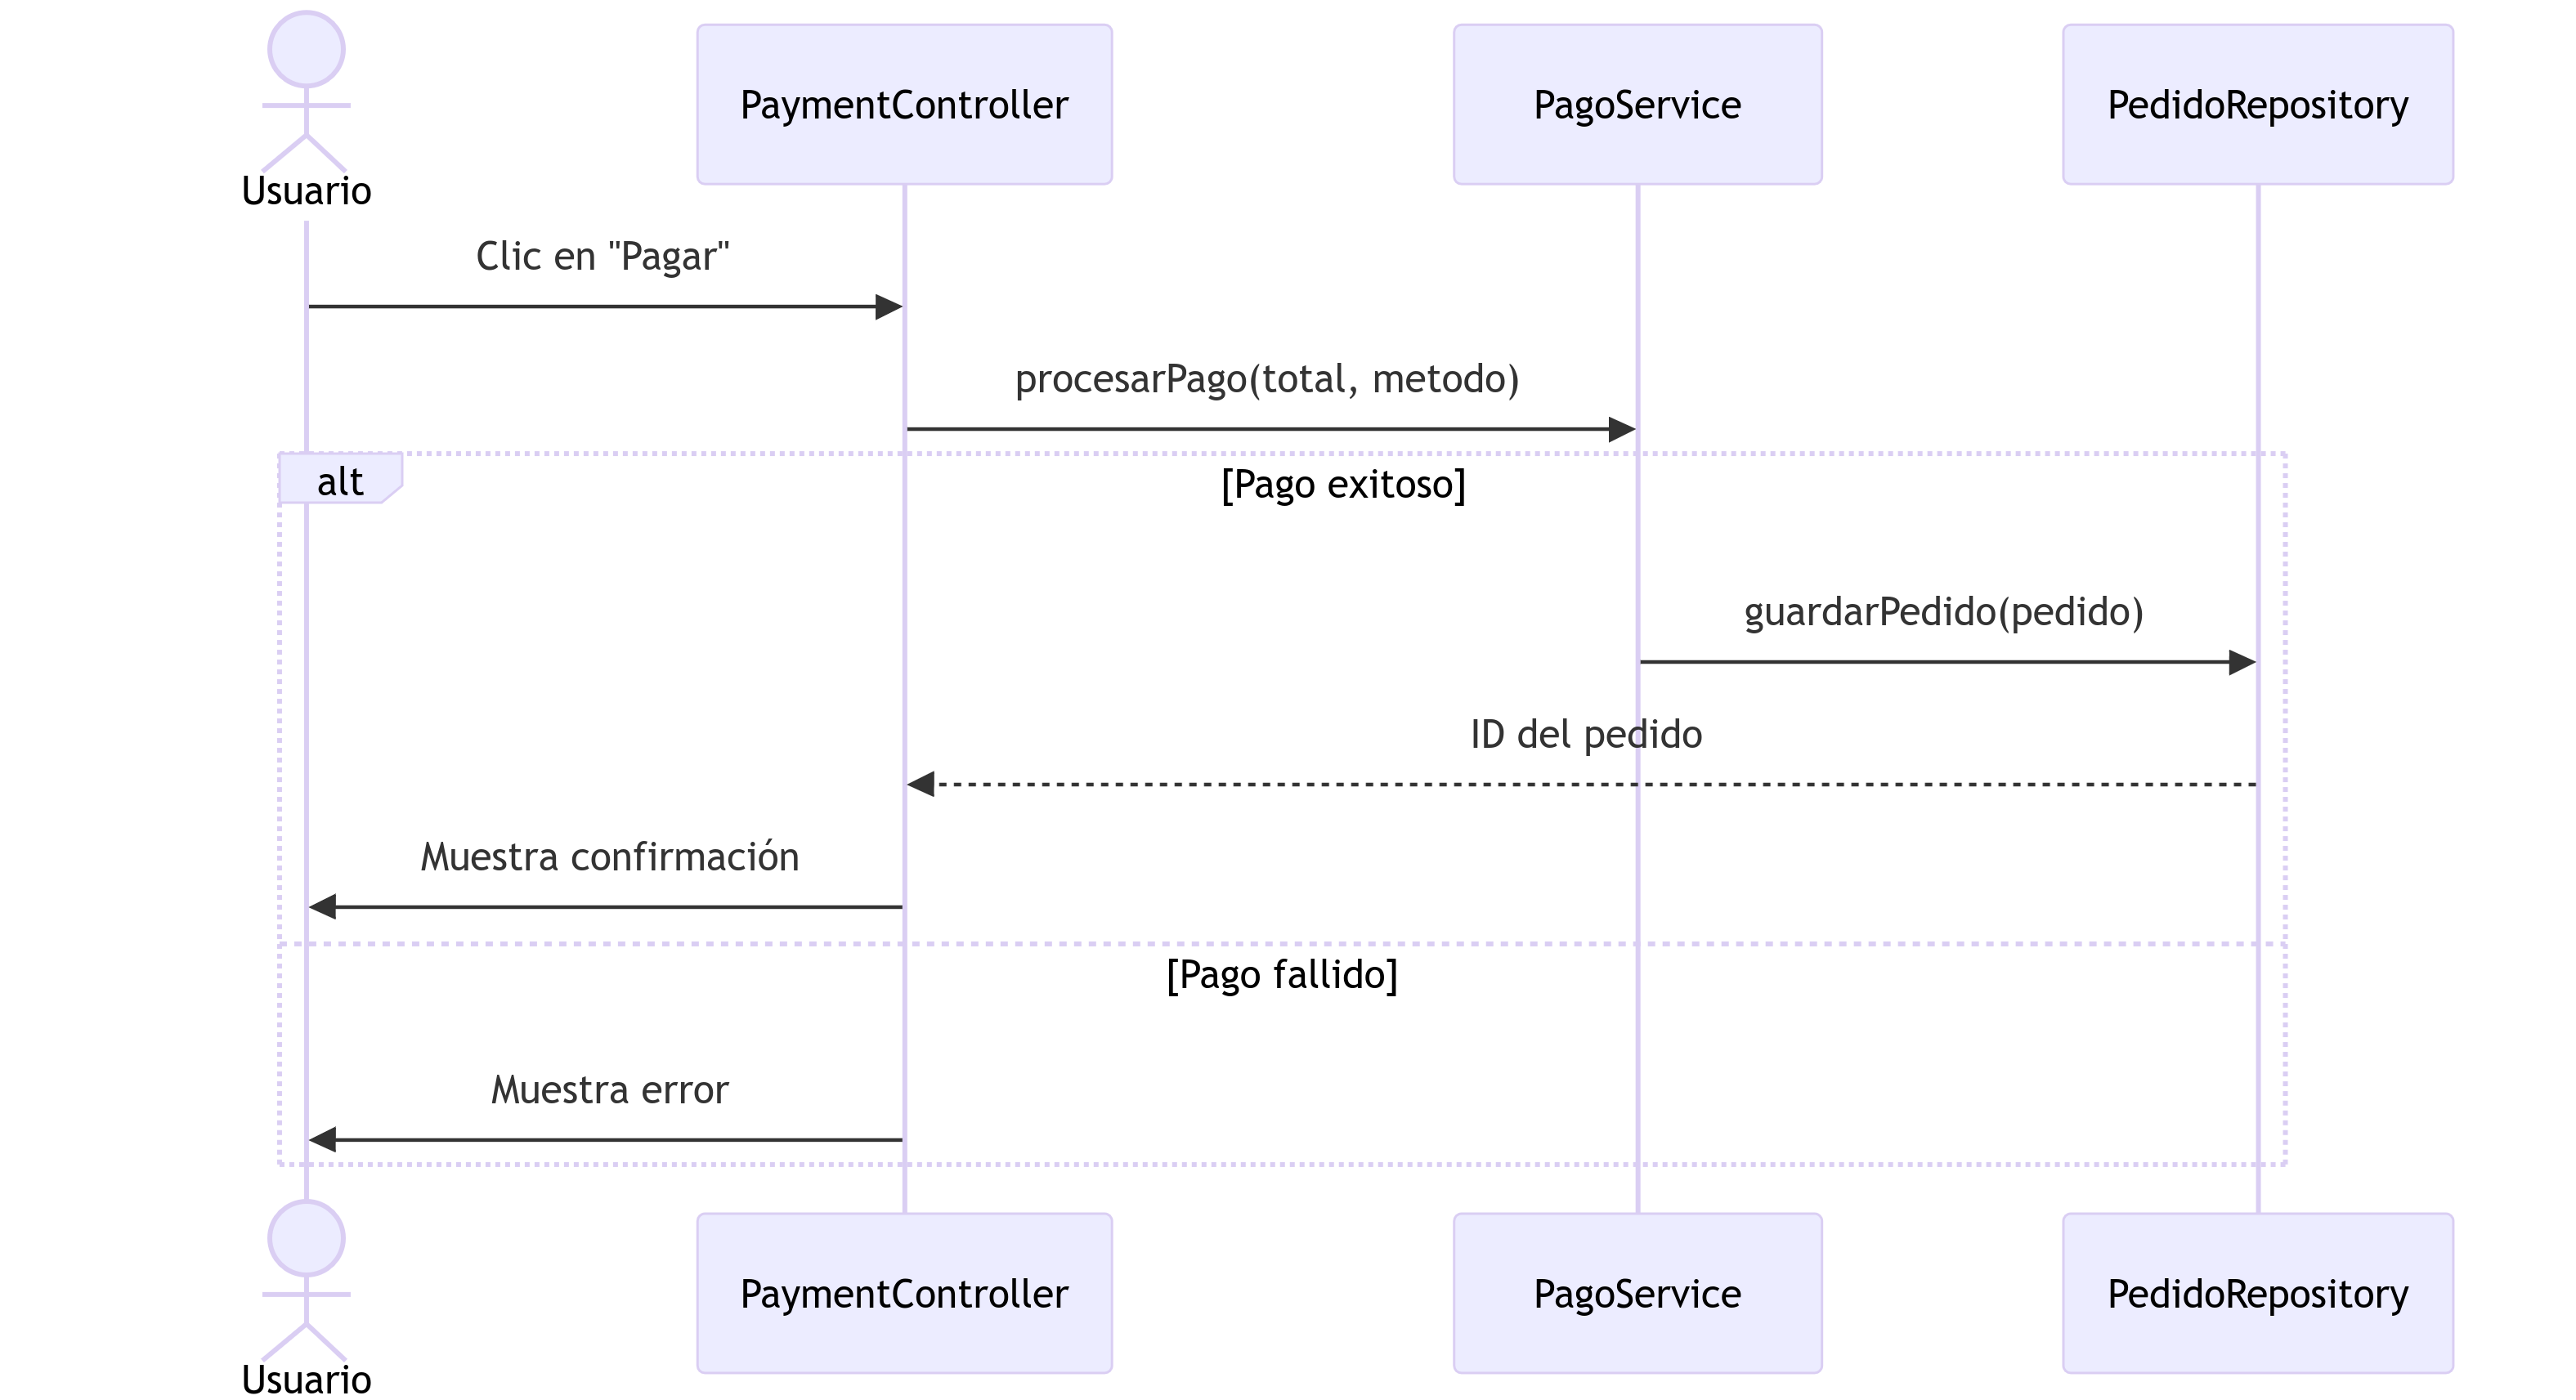 Usuario
PaymentController
PagoService
PedidoRepository
Clic en "Pagar"
procesarPago(total, metodo)
alt
[Pago exitoso]
guardarPedido(pedido)
ID del pedido
Muestra confirmación
[Pago fallido]
Muestra error
Usuario
PaymentController
PagoService
PedidoRepository